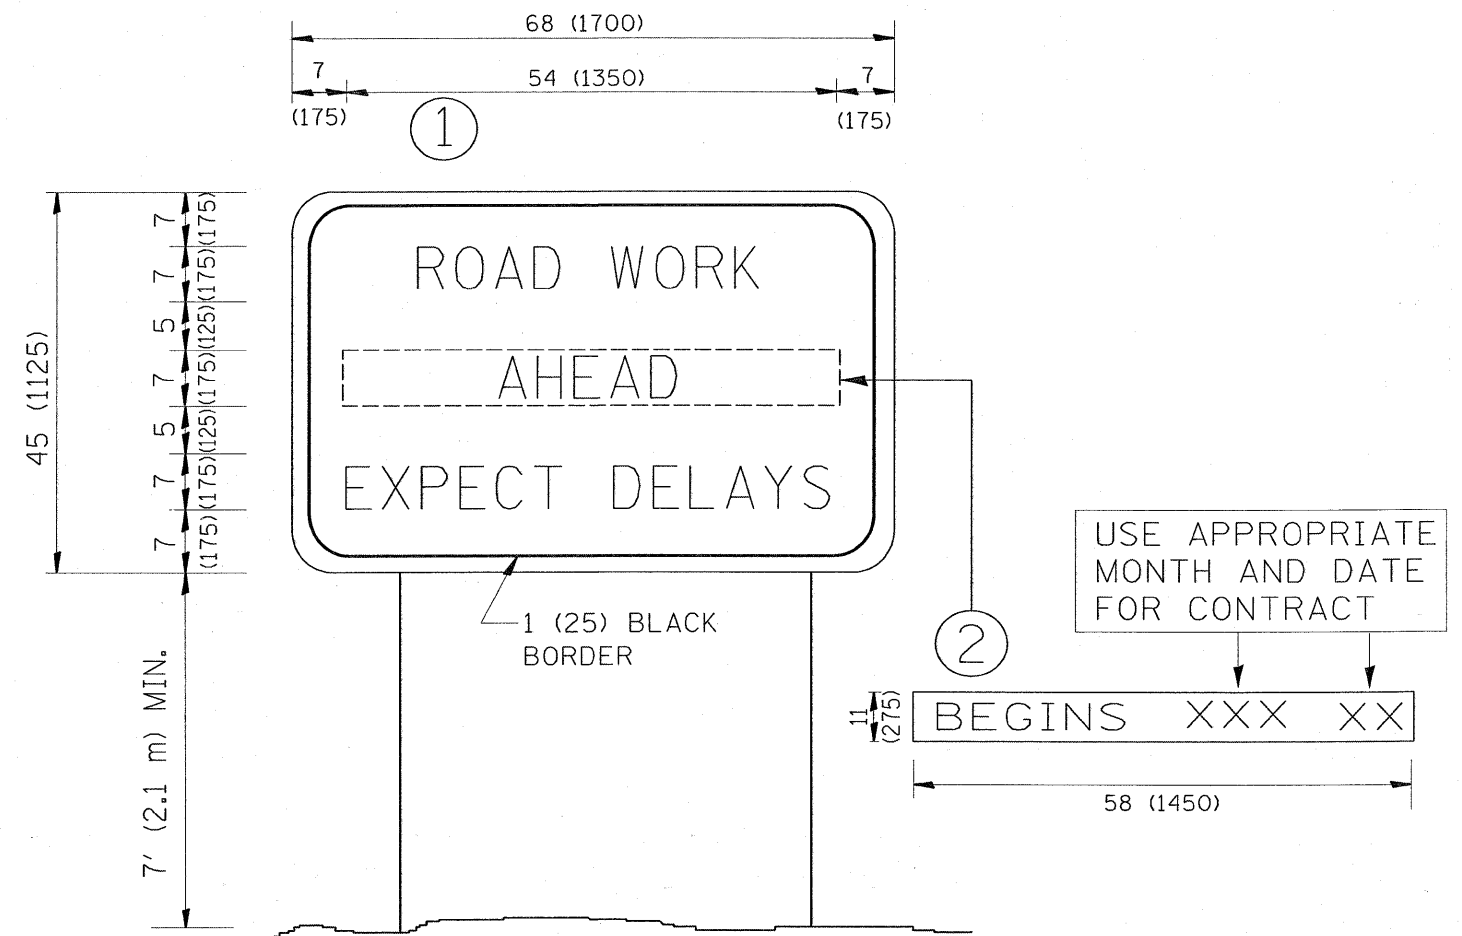 68 (1700)
7
54 (1350)
7
(175)
(175)
1
45 (1125)
7 (175)
7 (175)
5 (125)
7 (175)
5 (125)
7 (175)
7 (175)
7' (2.1 m) MIN.
ROAD WORK
AHEAD
EXPECT DELAYS
1 (25) BLACK
BORDER
2
USE APPROPRIATE
MONTH AND DATE
FOR CONTRACT
11
(275)
BEGINS XXX XX
58 (1450)